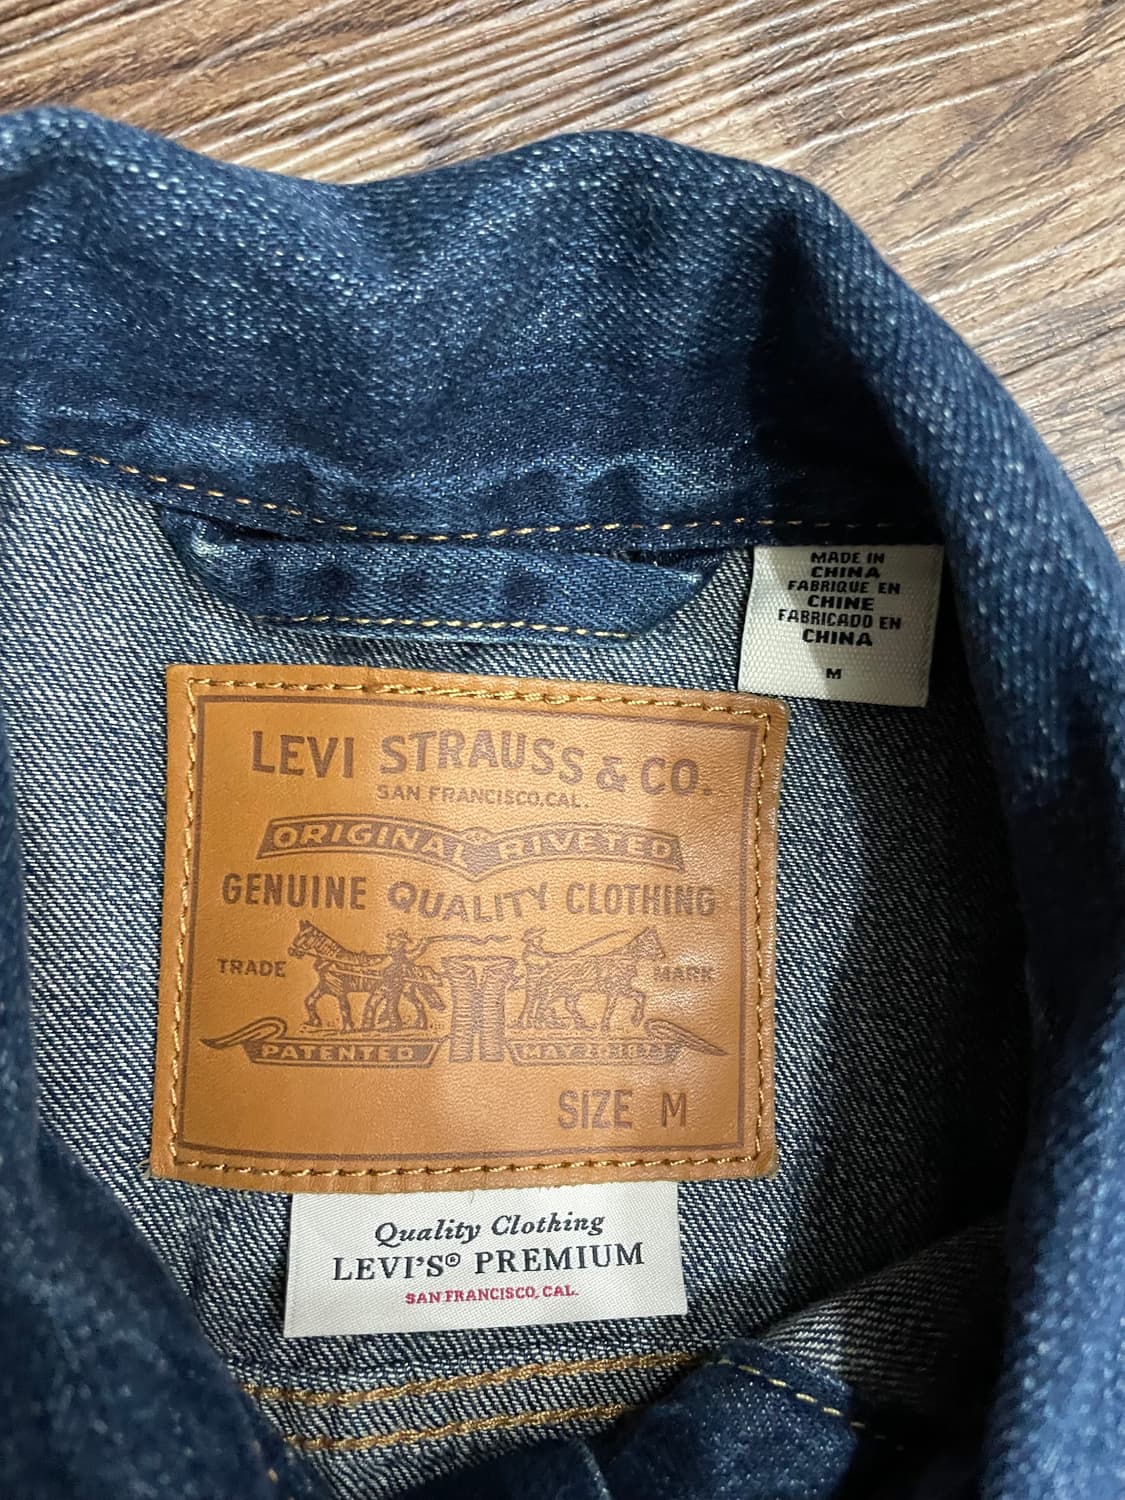 MADE IN
CHINA
FABRIQUE EN
CHINE
FABRICADO EN
CHINA
M
LEVI STRAUSS & CO.
SAN FRANCISCO,CAL.
ORIGINAL RIVETED
GENUINE QUALITY CLOTHING
TRADE MARK
PATENTED MAY
SIZE M
Quality Clothing
LEVI'S® PREMIUM
SAN FRANCISCO, CAL.